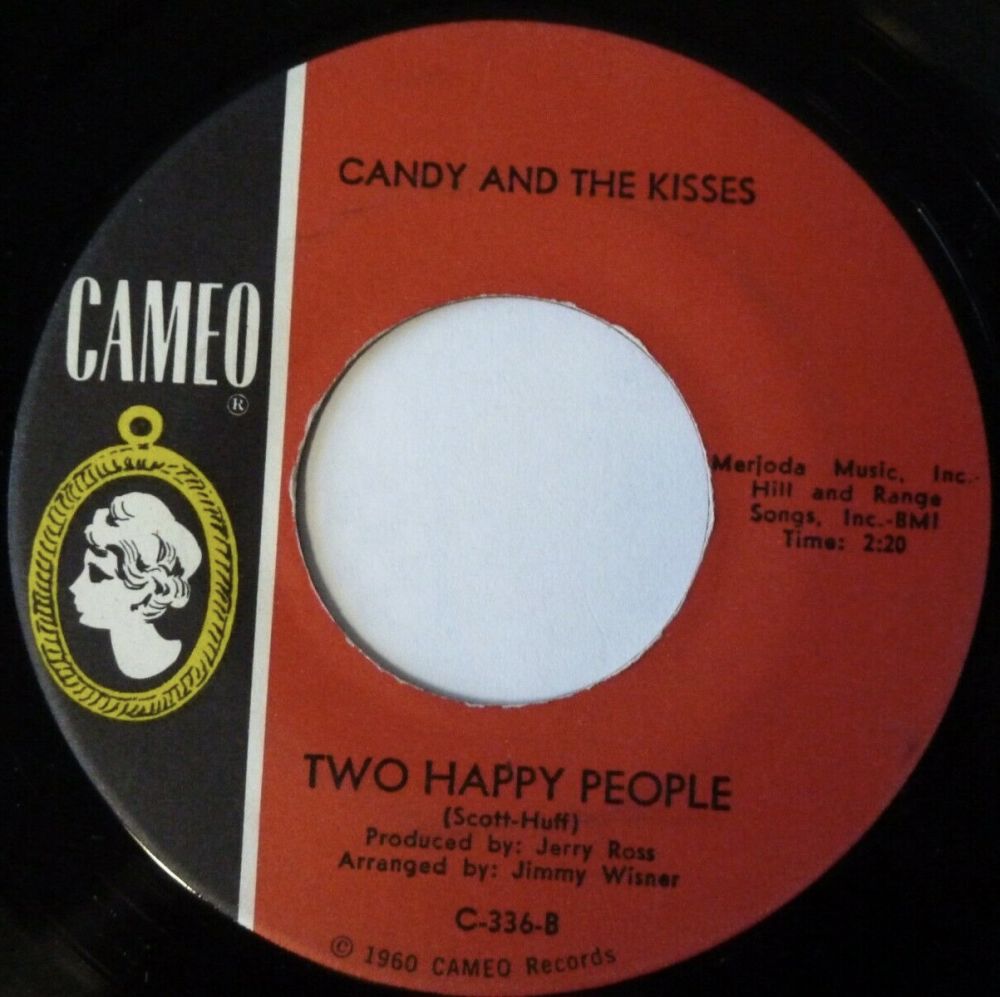 CANDY AND THE KISSES
CAMEO
®
Merjoda Music, Inc.-
Hill and Range
Songs, Inc.-BMI
Time: 2:20
TWO HAPPY PEOPLE
(Scott-Huff)
Produced by: Jerry Ross
Arranged by: Jimmy Wisner
C-336-B
© 1960 CAMEO Records